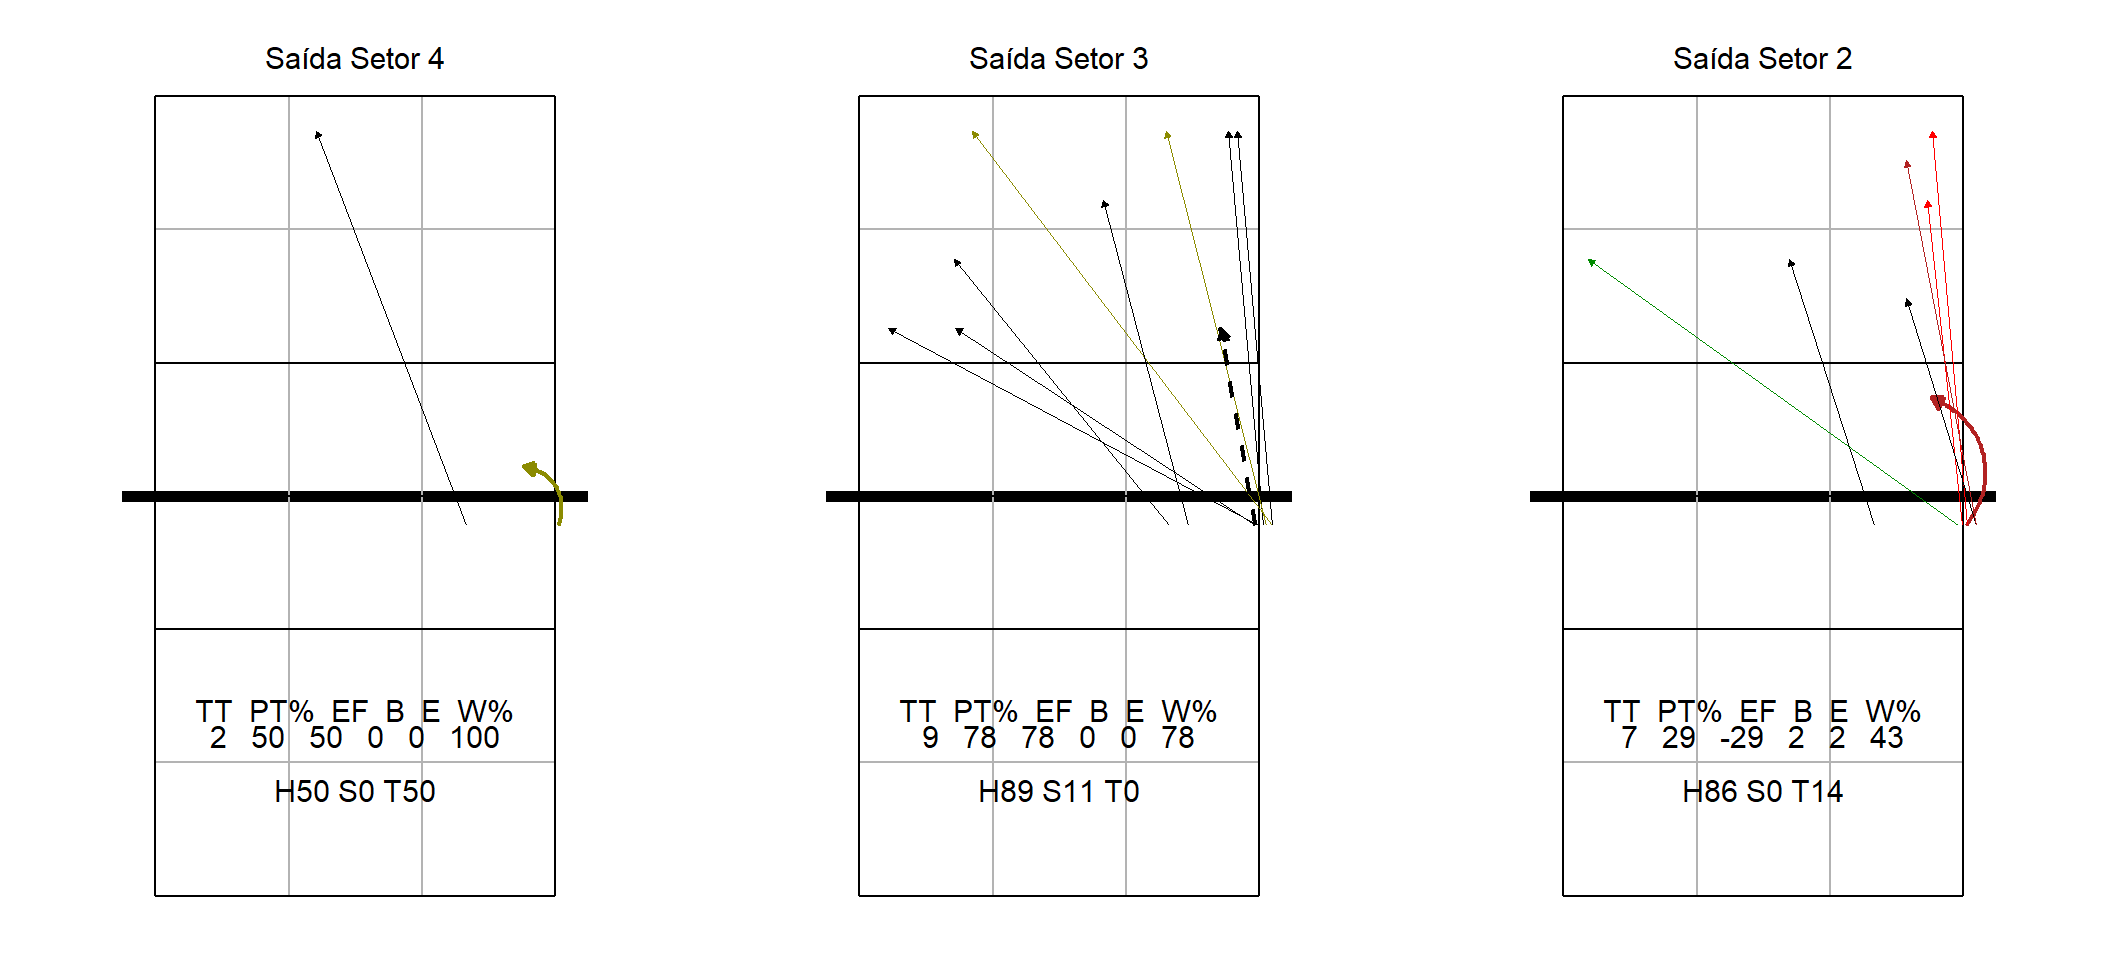 Saída Setor 4
Saída Setor 3
Saída Setor 2
TT PT% EF B E W%
2 50 50 0 0 100
H50 S0 T50
TT PT% EF B E W%
9 78 78 0 0 78
H89 S11 T0
TT PT% EF B E W%
7 29 -29 2 2 43
H86 S0 T14